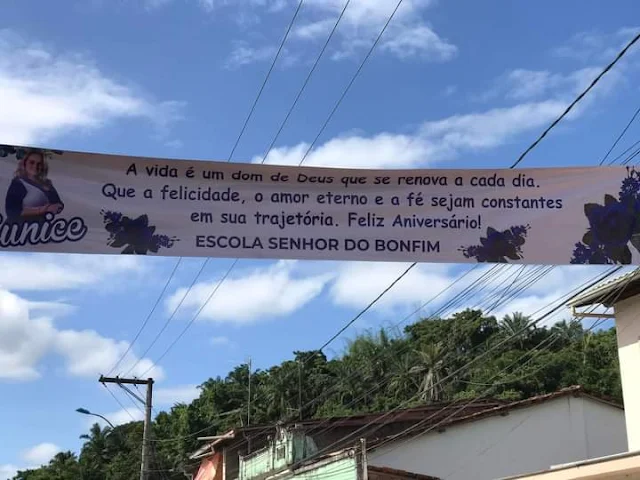 A vida é um dom de Deus que se renova a cada dia.
Que a felicidade, o amor eterno e a fé sejam constantes
em sua trajetória. Feliz Aniversário!
Eunice
ESCOLA SENHOR DO BONFIM